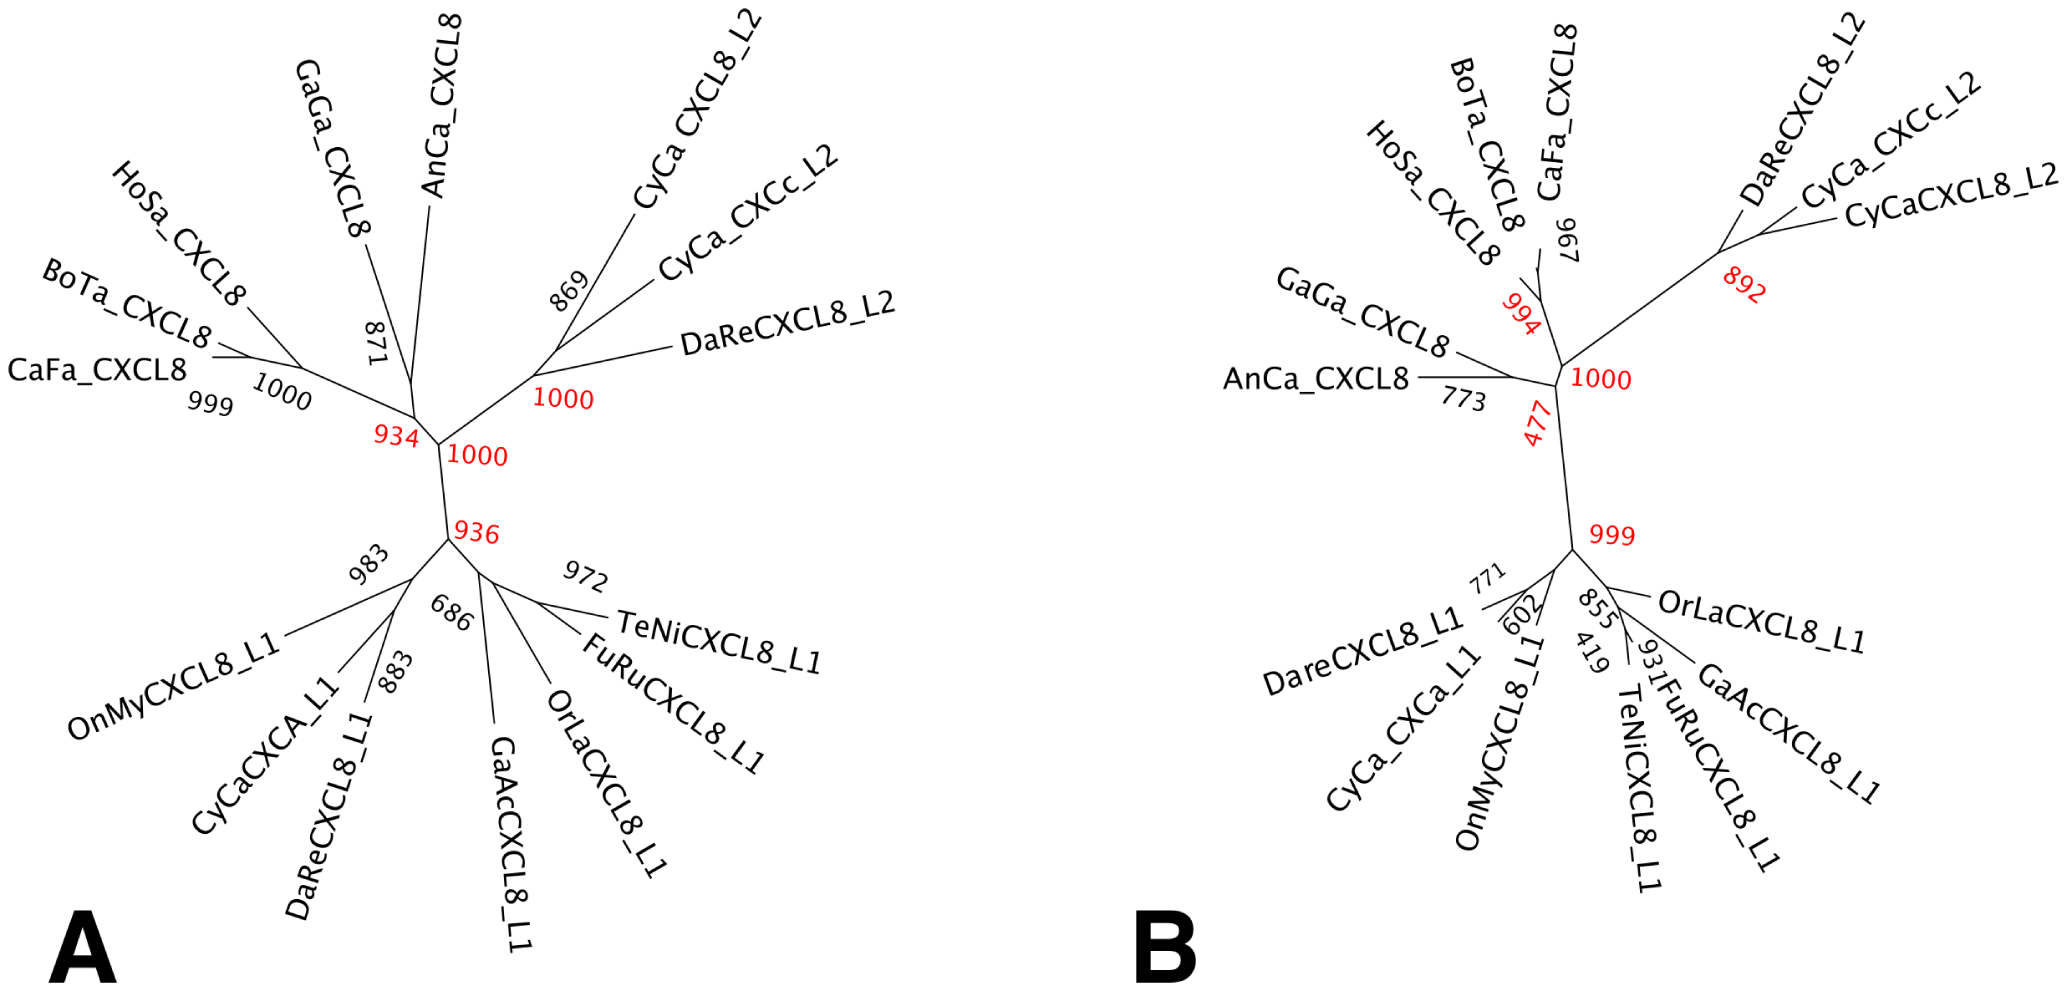 AnCa_CXCL8
CyCa_CXCL8_L2
GaGa_CXCL8
CyCa_CXCc_L2
HoSa_CXCL8
BoTa_CXCL8
869
DaReCXCL8_L2
871
CaFa_CXCL8
1000
999
1000
934
1000
936
983
972
686
TeNiCXCL8_L1
OnMyCXCL8_L1
FuRuCXCL8_L1
883
CyCaCXCA_L1
OrLaCXCL8_L1
DaReCXCL8_L1
GaAcCXCL8_L1
A
DaReCXCL8_L2
CaFa_CXCL8
BoTa_CXCL8
CyCa_CXCc_L2
HoSa_CXCL8
CyCaCXCL8_L2
967
GaGa_CXCL8
994
892
AnCa_CXCL8
773
1000
477
999
771
602
855
OrLaCXCL8_L1
DareCXCL8_L1
419
931
GaAcCXCL8_L1
CyCa_CXCa_L1
OnMyCXCL8_L1
TeNiCXCL8_L1
FuRuCXCL8_L1
B